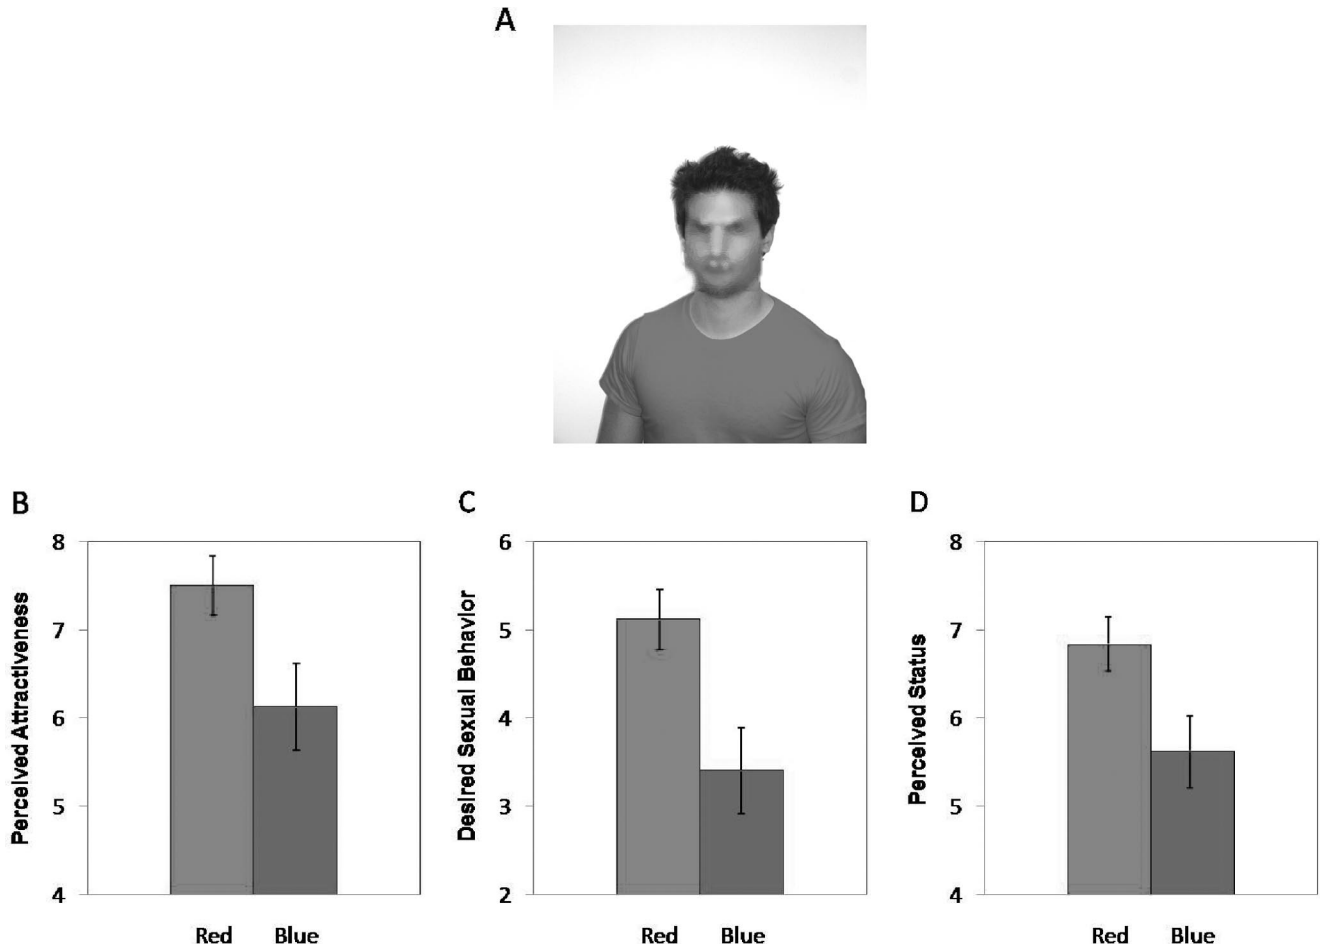 A
B
Perceived Attractiveness
8
7
6
5
4
Red Blue
C
Desired Sexual Behavior
6
5
4
3
2
Red Blue
D
Perceived Status
8
7
6
5
4
Red Blue